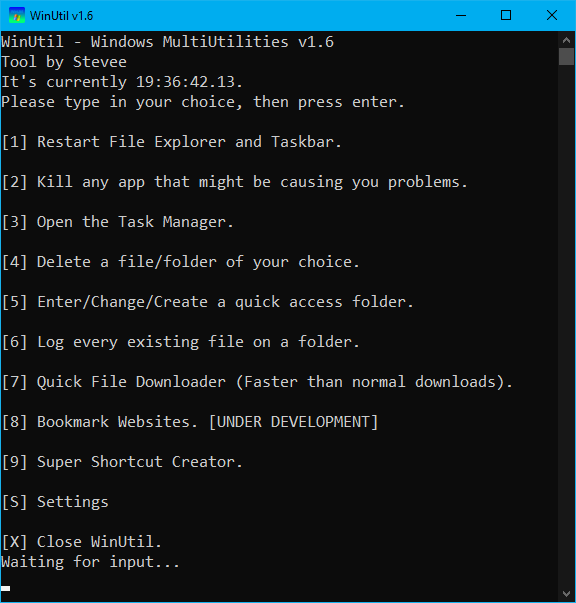 WinUtil v1.6
WinUtil - Windows MultiUtilities v1.6
Tool by Stevee
It's currently 19:36:42.13.
Please type in your choice, then press enter.
[1] Restart File Explorer and Taskbar.
[2] Kill any app that might be causing you problems.
[3] Open the Task Manager.
[4] Delete a file/folder of your choice.
[5] Enter/Change/Create a quick access folder.
[6] Log every existing file on a folder.
[7] Quick File Downloader (Faster than normal downloads).
[8] Bookmark Websites. [UNDER DEVELOPMENT]
[9] Super Shortcut Creator.
[S] Settings
[X] Close WinUtil.
Waiting for input...